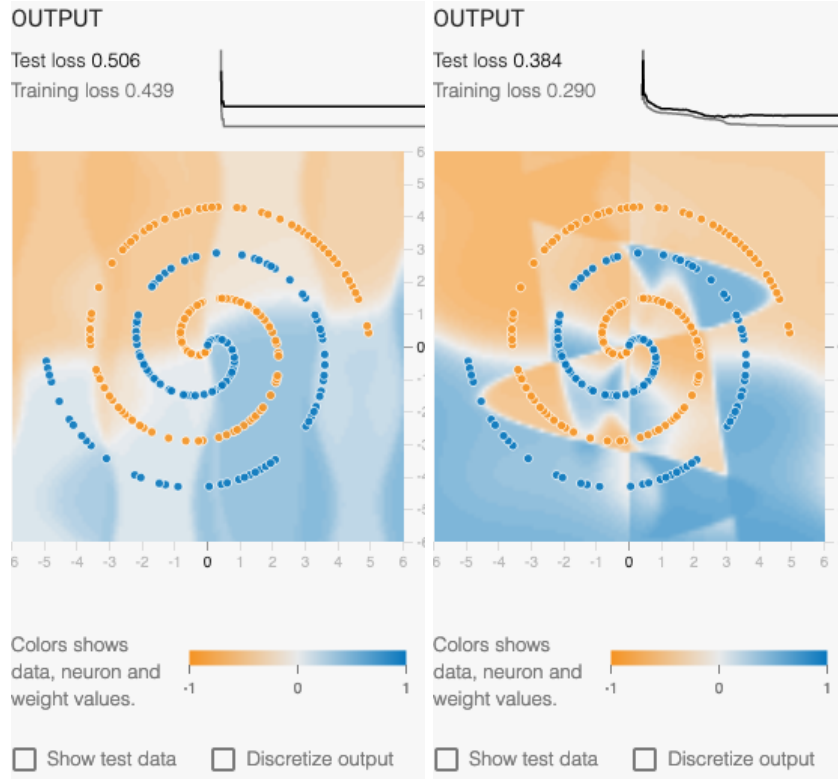 OUTPUT
Test loss 0.506
Training loss 0.439
6
5
4
3
2
1
0
-1
-2
-3
-4
-5
-6
6 -5 -4 -3 -2 -1 0 1 2 3 4 5 6
Colors shows
data, neuron and
weight values.
-1 0 1
Show test data Discretize output
OUTPUT
Test loss 0.384
Training loss 0.290
0
6 -5 -4 -3 -2 -1 0 1 2 3 4 5 6
Colors shows
data, neuron and
weight values.
-1 0 1
Show test data Discretize output